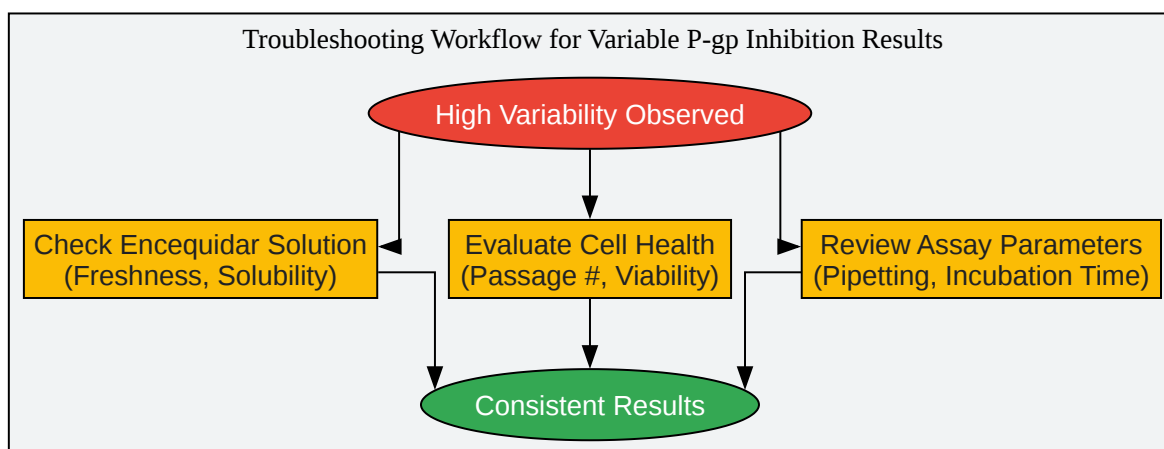 Troubleshooting Workflow for Variable P-gp Inhibition Results
High Variability Observed
Check Encequidar Solution
(Freshness, Solubility)
Evaluate Cell Health
(Passage #, Viability)
Review Assay Parameters
(Pipetting, Incubation Time)
Consistent Results